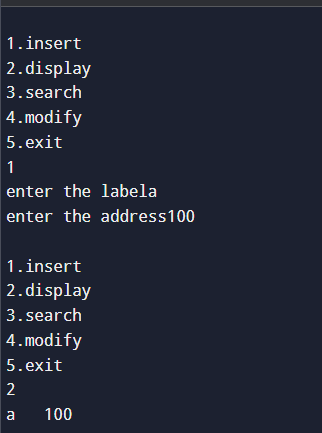 1.insert
2.display
3.search
4.modify
5.exit
1
enter the labela
enter the address100
1.insert
2.display
3.search
4.modify
5.exit
2
a   100